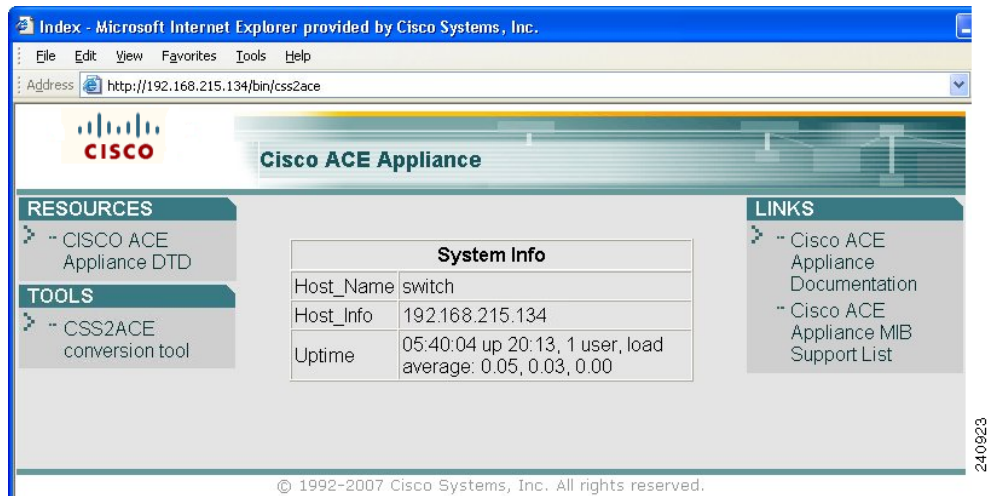 Index - Microsoft Internet Explorer provided by Cisco Systems, Inc.
File Edit View Favorites Tools Help
Address http://192.168.215.134/bin/css2ace
CISCO
Cisco ACE Appliance
RESOURCES
- CISCO ACE
Appliance DTD
TOOLS
- CSS2ACE
conversion tool
System Info
Host_Name switch
Host_Info 192.168.215.134
Uptime 05:40:04 up 20:13, 1 user, load
average: 0.05, 0.03, 0.00
LINKS
- Cisco ACE
Appliance
Documentation
- Cisco ACE
Appliance MIB
Support List
© 1992-2007 Cisco Systems, Inc. All rights reserved.
240923